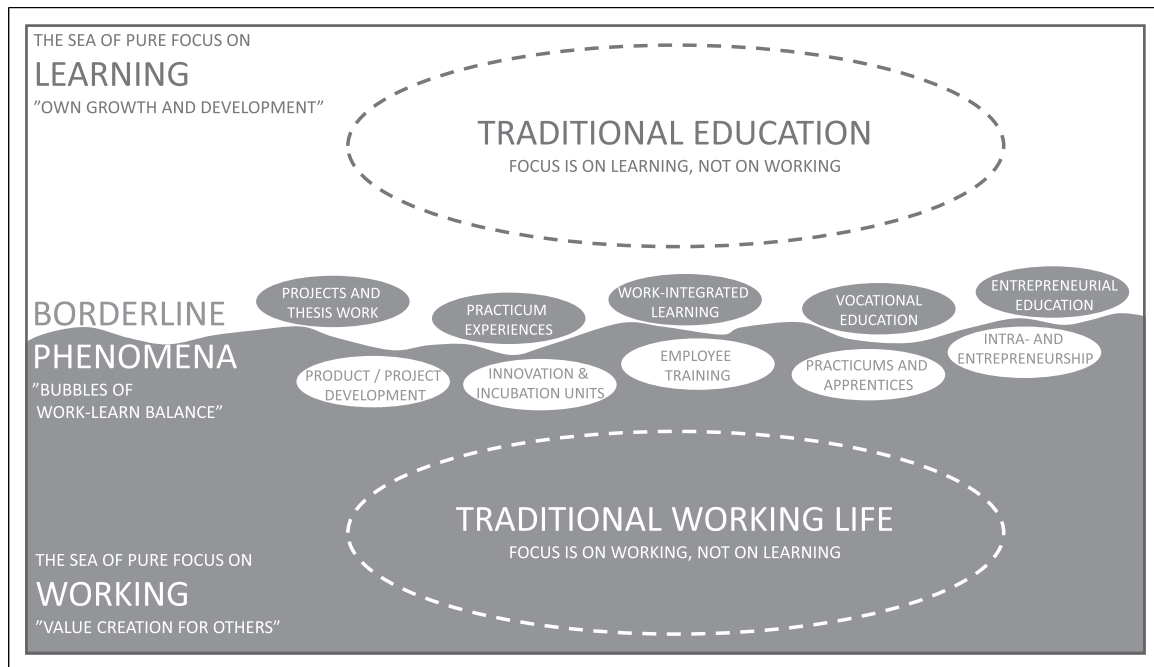 THE SEA OF PURE FOCUS ON
LEARNING
”OWN GROWTH AND DEVELOPMENT”
TRADITIONAL EDUCATION
FOCUS IS ON LEARNING, NOT ON WORKING
PROJECTS AND
THESIS WORK
PRACTICUM
EXPERIENCES
WORK-INTEGRATED
LEARNING
VOCATIONAL
EDUCATION
ENTREPRENEURIAL
EDUCATION
BORDERLINE
PHENOMENA
”BUBBLES OF
WORK-LEARN BALANCE”
PRODUCT / PROJECT
DEVELOPMENT
INNOVATION &
INCUBATION UNITS
EMPLOYEE
TRAINING
PRACTICUMS AND
APPRENTICES
INTRA- AND
ENTREPRENEURSHIP
TRADITIONAL WORKING LIFE
FOCUS IS ON WORKING, NOT ON LEARNING
THE SEA OF PURE FOCUS ON
WORKING
”VALUE CREATION FOR OTHERS”